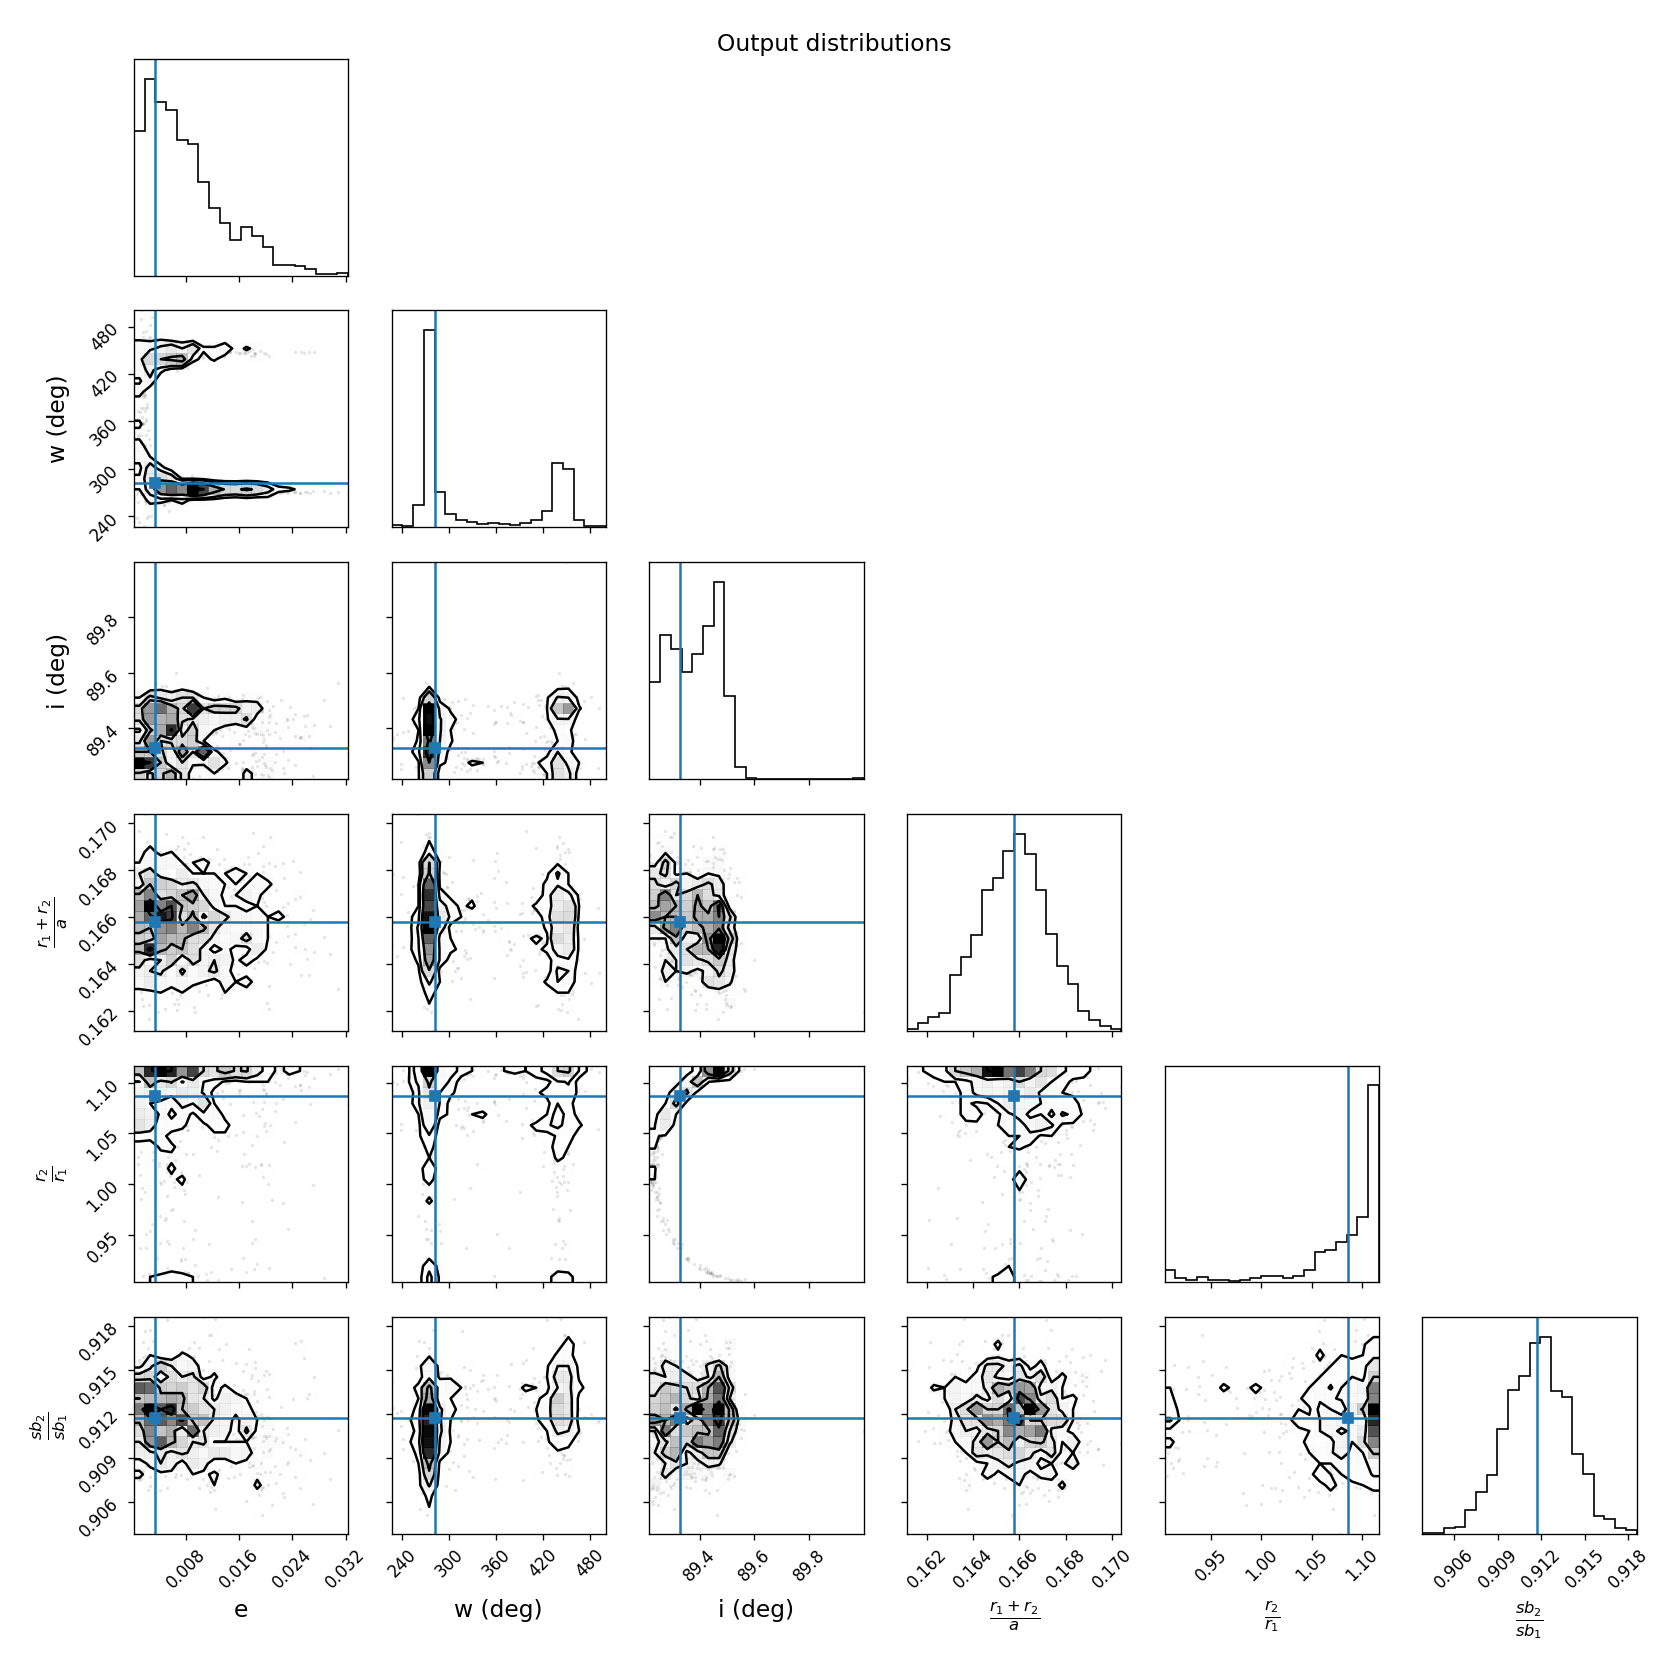 Output distributions
480
420
360
300
240
w (deg)
89.8
89.6
89.4
i (deg)
0.170
0.168
0.166
0.164
0.162
r₁ + r₂
a
1.10
1.05
1.00
0.95
r₂
r₁
0.918
0.915
0.912
0.909
0.906
sb₂
sb₁
0.008 0.016 0.024 0.032 240 300 360 420 480 89.4 89.6 89.8 0.162 0.164 0.166 0.168 0.170 0.95 1.00 1.05 1.10 0.906 0.909 0.912 0.915 0.918
e w (deg) i (deg) r₁ + r₂ r₂ sb₂
a r₁ sb₁